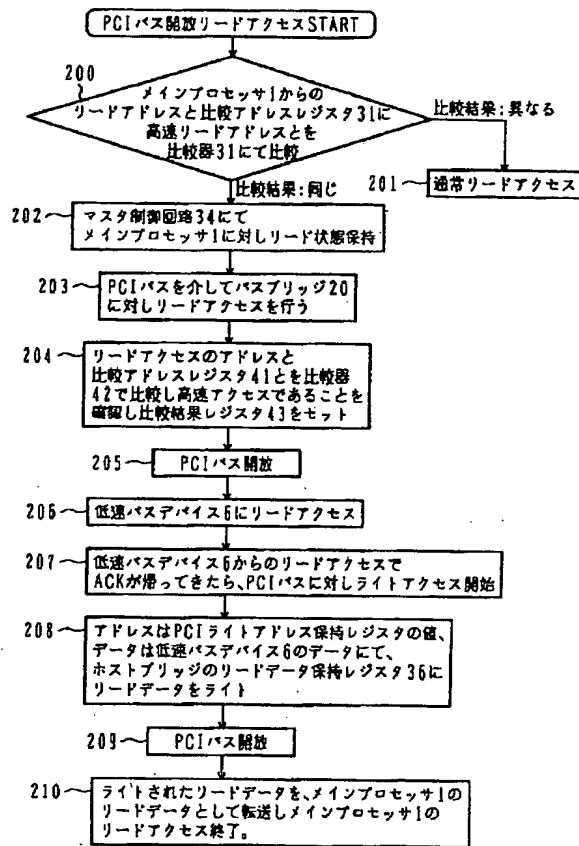 PCIバス開放リードアクセスSTART
200
メインプロセッサ1からの
リードアドレスと比較アドレスレジスタ31に
高速リードアドレスとを
比較器31にて比較
比較結果:異なる
201
通常リードアクセス
比較結果:同じ
202
マスタ制御回路34にて
メインプロセッサ1に対しリード状態保持
203
PCIバスを介してバスブリッジ20
に対しリードアクセスを行う
204
リードアクセスのアドレスと
比較アドレスレジスタ41とを比較器
42で比較し高速アクセスであることを
確認し比較結果レジスタ43をセット
205
PCIバス開放
206
低速バスデバイス6にリードアクセス
207
低速バスデバイス6からのリードアクセスで
ACKが帰ってきたら、PCIバスに対しライトアクセス開始
208
アドレスはPCIライトアドレス保持レジスタの値、
データは低速バスデバイス6のデータにて、
ホストブリッジのリードデータ保持レジスタ36に
リードデータをライト
209
PCIバス開放
210
ライトされたリードデータを、メインプロセッサ1の
リードデータとして転送しメインプロセッサ1の
リードアクセス終了。